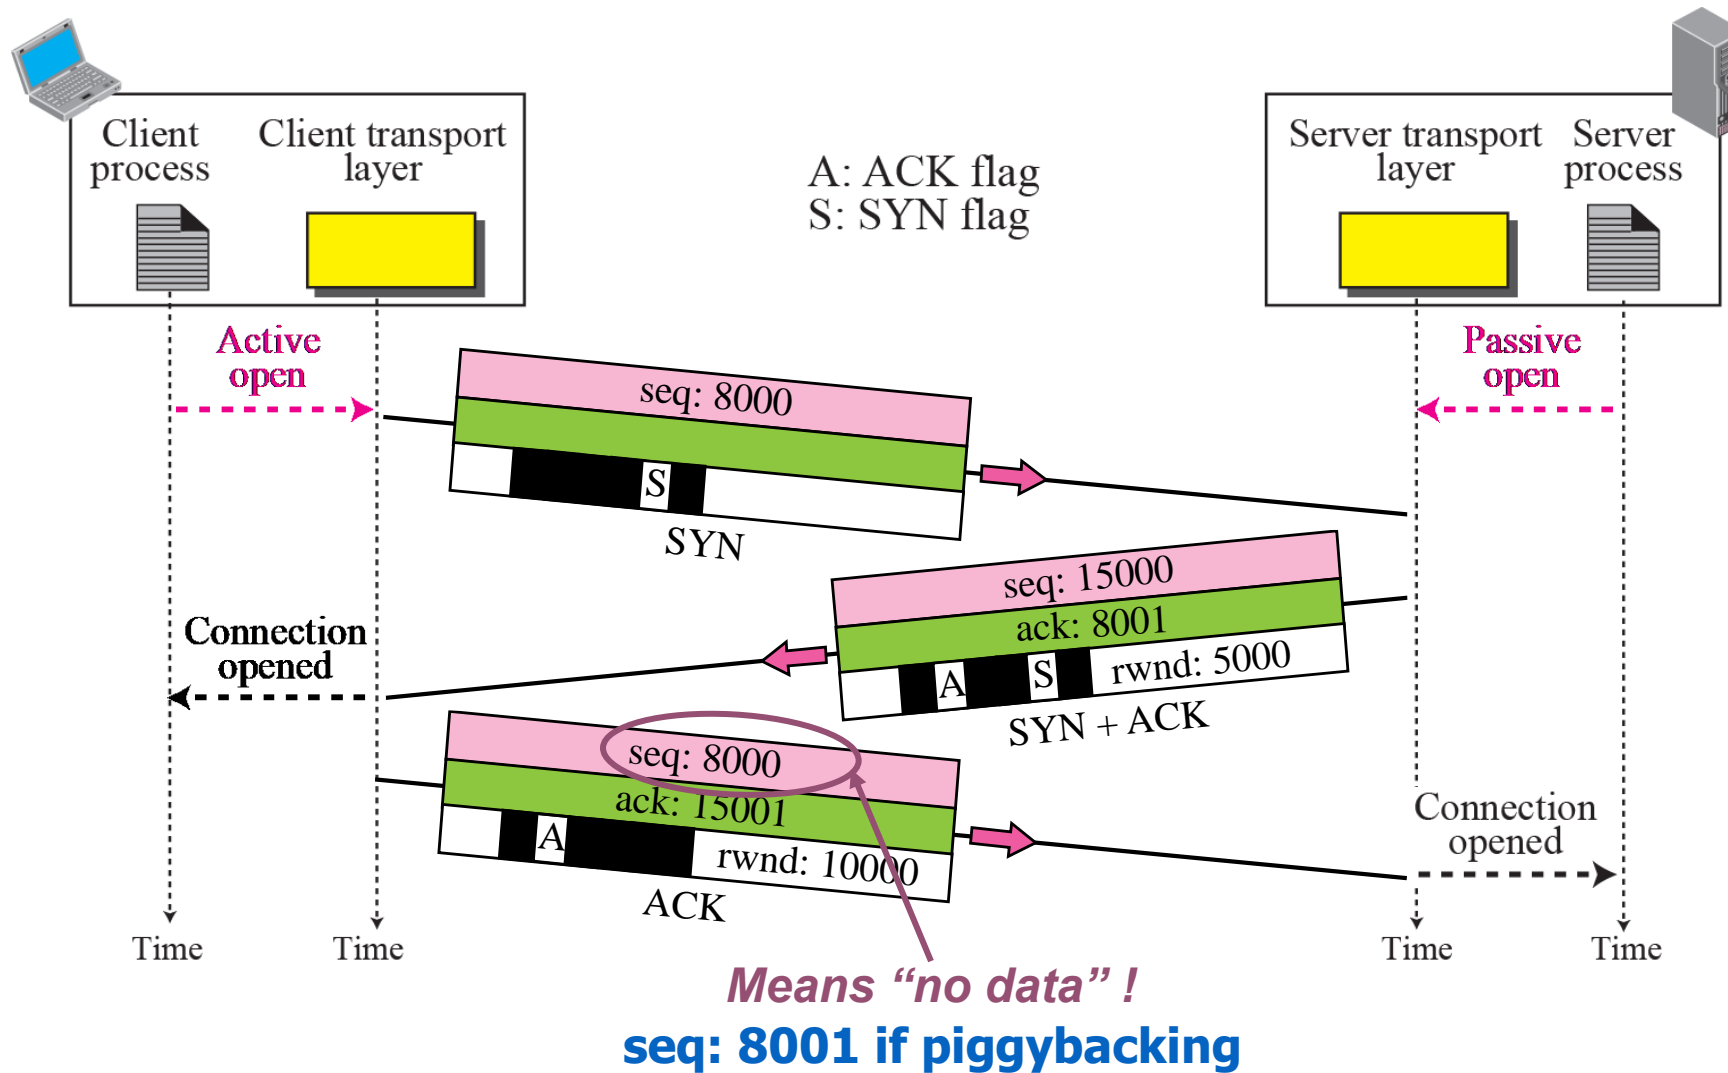 Client
process
Client transport
layer
A: ACK flag
S: SYN flag
Server transport
layer
Server
process
Active
open
Passive
open
seq: 8000
S
SYN
seq: 15000
ack: 8001
A
S
rwnd: 5000
SYN + ACK
Connection
opened
seq: 8000
ack: 15001
A
rwnd: 10000
ACK
Connection
opened
Time
Time
Time
Time
Means “no data” !
seq: 8001 if piggybacking